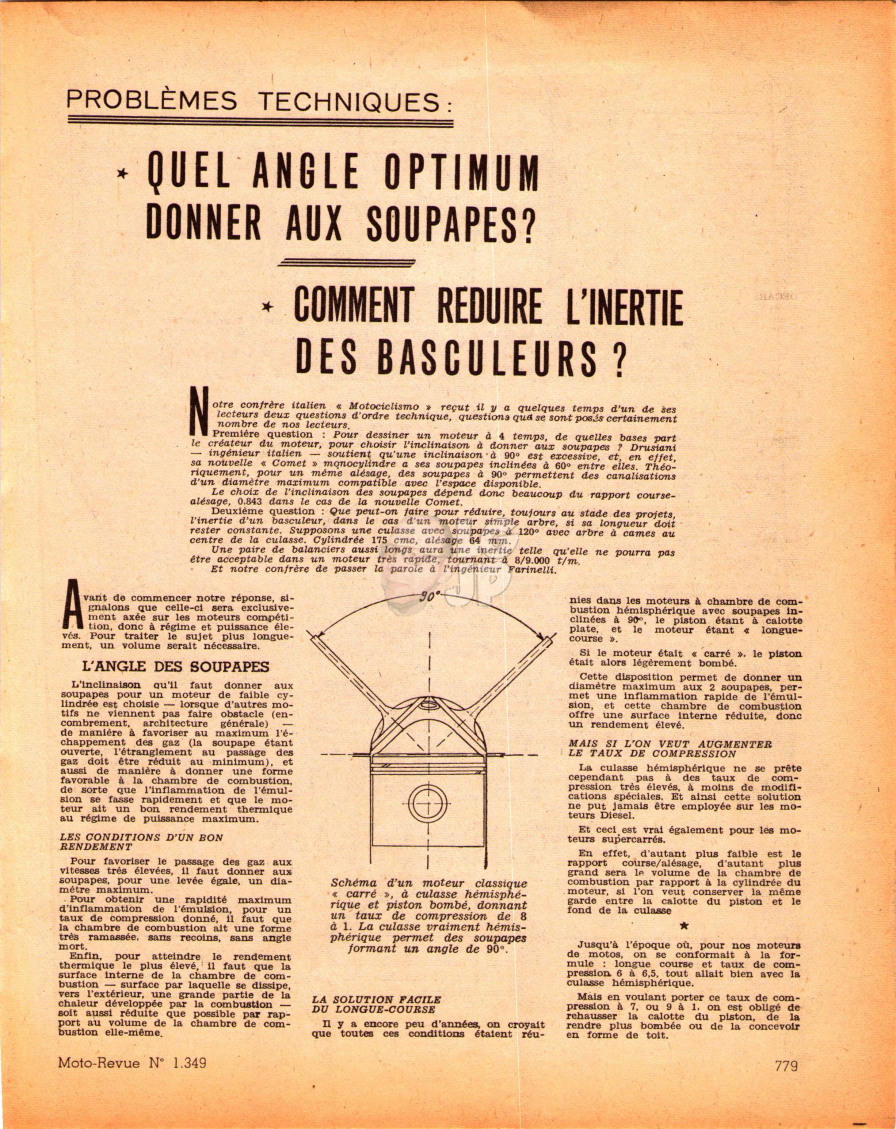 PROBLÈMES TECHNIQUES :
★ QUEL ANGLE OPTIMUM
DONNER AUX SOUPAPES ?
★ COMMENT REDUIRE L'INERTIE
DES BASCULEURS ?
Notre confrère italien « Motociclismo » reçut il y a quelques temps d'un de ses
lecteurs deux questions d'ordre technique, questions que se sont posés certainement
nombre de nos lecteurs.
Première question : Pour dessiner un moteur à 4 temps, de quelles bases part
le créateur du moteur, pour choisir l'inclinaison à donner aux soupapes ? Drusiani
— ingénieur italien — soutient qu'une inclinaison à 90° est excessive, et, en effet,
sa nouvelle « Comet » monocylindre a ses soupapes inclinées à 60° entre elles. Théo-
riquement, pour un même alésage, des soupapes à 90° permettent des canalisations
d'un diamètre maximum compatible avec l'espace disponible.
Le choix de l'inclinaison des soupapes dépend donc beaucoup du rapport course-
alésage, 0.843 dans le cas de la nouvelle Comet.
Deuxième question : Que peut-on faire pour réduire, toujours au stade des projets,
l'inertie d'un basculeur, dans le cas d'un moteur simple arbre, si sa longueur doit
rester constante. Supposons une culasse avec soupapes à 120° avec arbre à cames au
centre de la culasse. Cylindrée 175 cmc, alésage 64 mm.
Une paire de balanciers aussi longs aura une inertie telle qu'elle ne pourra pas
être acceptable dans un moteur très rapide, tournant à 8/9.000 t/m.
Et notre confrère de passer la parole à l'ingénieur Farinelli.
Avant de commencer notre réponse, si-
gnalons que celle-ci sera exclusive-
ment axée sur les moteurs compéti-
tion, donc à régime et puissance éle-
vés. Pour traiter le sujet plus longue-
ment, un volume serait nécessaire.
L'ANGLE DES SOUPAPES
L'inclinaison qu'il faut donner aux
soupapes pour un moteur de faible cy-
lindrée est choisie — lorsque d'autres mo-
tifs ne viennent pas faire obstacle (en-
combrement, architecture générale) —
de manière à favoriser au maximum l'é-
chappement des gaz (la soupape étant
ouverte, l'étranglement au passage des
gaz doit être réduit au minimum), et
aussi de manière à donner une forme
favorable à la chambre de combustion,
de sorte que l'inflammation de l'émul-
sion se fasse rapidement et que le mo-
teur ait un bon rendement thermique
au régime de puissance maximum.
LES CONDITIONS D'UN BON
RENDEMENT
Pour favoriser le passage des gaz aux
vitesses très élevées, il faut donner aux
soupapes, pour une levée égale, un dia-
mètre maximum.
Pour obtenir une rapidité maximum
d'inflammation de l'émulsion, pour un
taux de compression donné, il faut que
la chambre de combustion ait une forme
très ramassée, sans recoins, sans angle
mort.
Enfin, pour atteindre le rendement
thermique le plus élevé, il faut que la
surface interne de la chambre de com-
bustion — surface par laquelle se dissipe,
vers l'extérieur, une grande partie de la
chaleur développée par la combustion —
soit aussi réduite que possible par rap-
port au volume de la chambre de com-
bustion elle-même.
90°
Schéma d'un moteur classique
« carré », à culasse hémisphé-
rique et piston bombé, donnant
un taux de compression de 8
à 1. La culasse vraiment hémis-
phérique permet des soupapes
formant un angle de 90°.
LA SOLUTION FACILE
DU LONGUE-COURSE
Il y a encore peu d'années, on croyait
que toutes ces conditions étaient réu-
nies dans les moteurs à chambre de com-
bustion hémisphérique avec soupapes in-
clinées à 90°, le piston étant à calotte
plate, et le moteur étant « longue-
course ».
Si le moteur était « carré », le piston
était alors légèrement bombé.
Cette disposition permet de donner un
diamètre maximum aux 2 soupapes, per-
met une inflammation rapide de l'émul-
sion, et cette chambre de combustion
offre une surface interne réduite, donc
un rendement élevé.
MAIS SI L'ON VEUT AUGMENTER
LE TAUX DE COMPRESSION
La culasse hémisphérique ne se prête
cependant pas à des taux de com-
pression très élevés, à moins de modifi-
cations spéciales. Et ainsi cette solution
ne put jamais être employée sur les mo-
teurs Diesel.
Et ceci est vrai également pour les mo-
teurs supercarrés.
En effet, d'autant plus faible est le
rapport course/alésage, d'autant plus
grand sera le volume de la chambre de
combustion par rapport à la cylindrée du
moteur, si l'on veut conserver la même
garde entre la calotte du piston et le
fond de la culasse
★
Jusqu'à l'époque où, pour nos moteurs
de motos, on se conformait à la for-
mule : longue course et taux de com-
pression 6 à 6,5, tout allait bien avec la
culasse hémisphérique.
Mais en voulant porter ce taux de com-
pression à 7, ou 9 à 1, on est obligé de
rehausser la calotte du piston, de la
rendre plus bombée ou de la concevoir
en forme de toit.
Moto-Revue N° 1.349
779